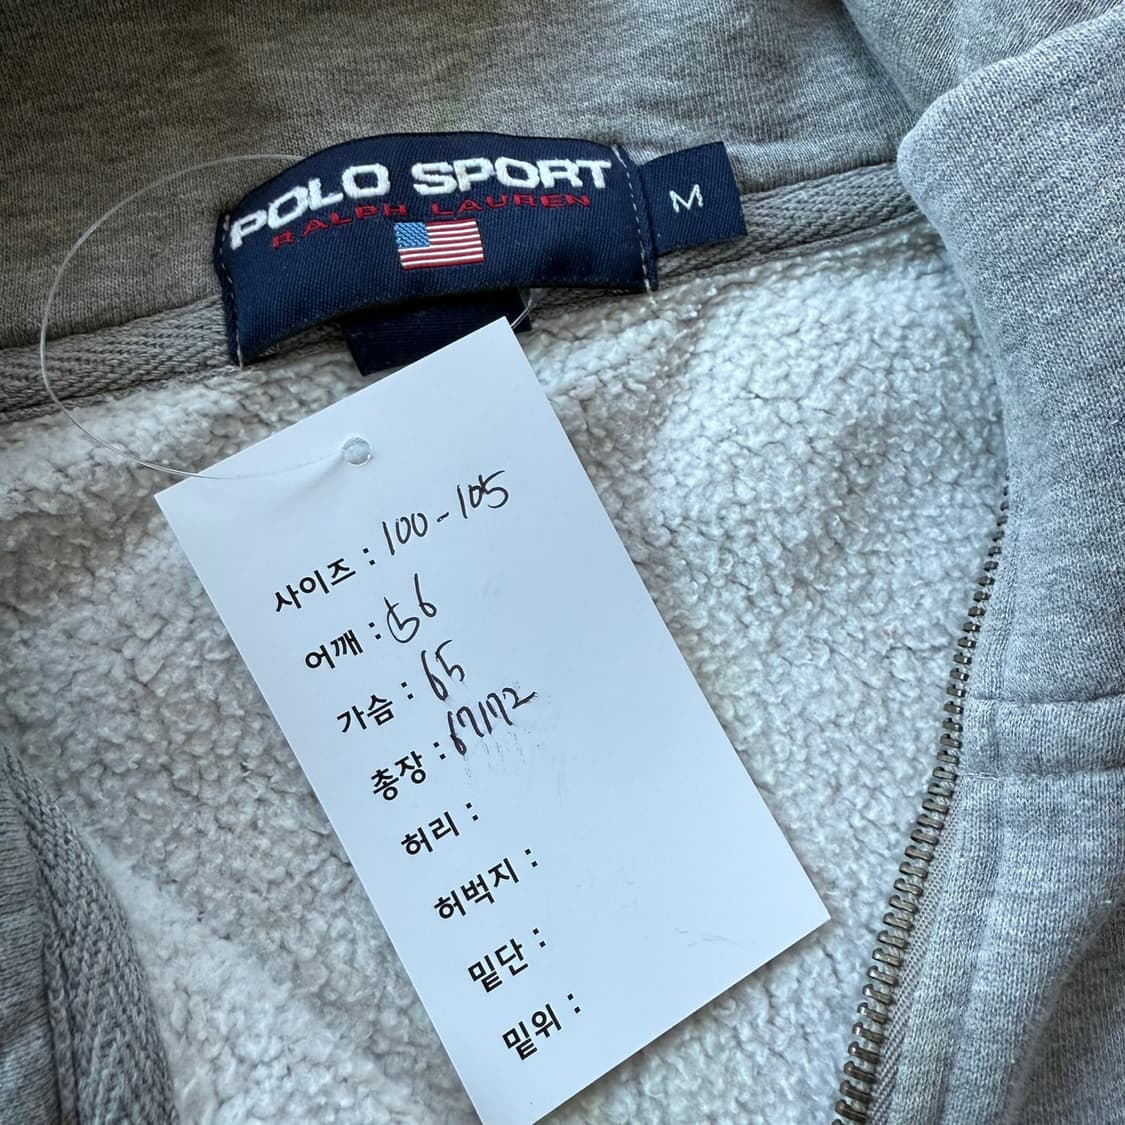 POLO SPORT
RALPH LAUREN
M
사이즈 : 100-105
어깨 : 56
가슴 : 65
총장 : 67/72
허리 :
허벅지 :
밑단 :
밑위 :